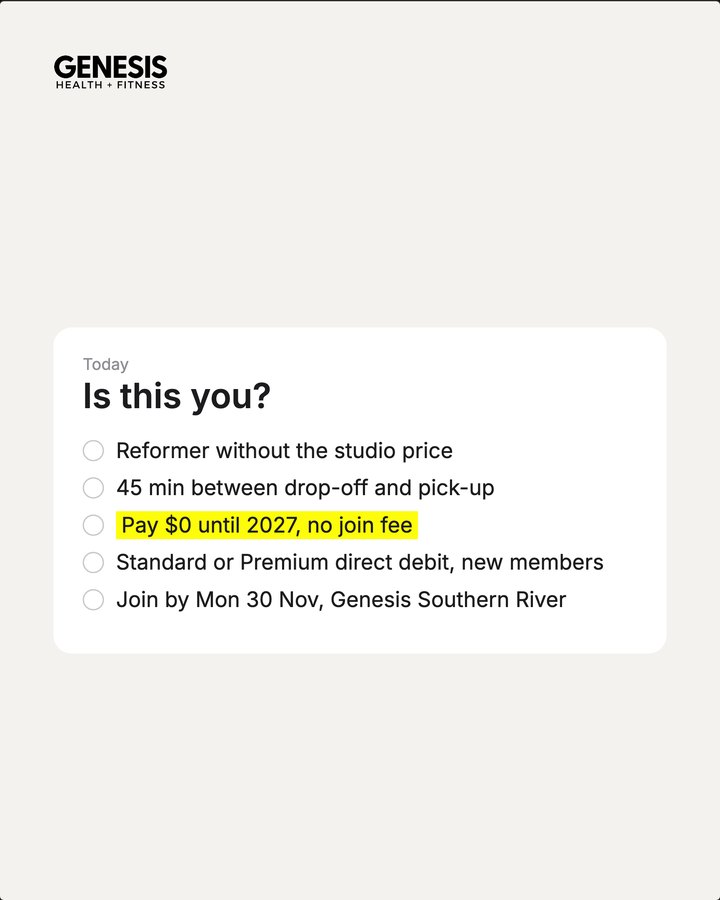 GENESIS
HEALTH + FITNESS
Today
Is this you?
Reformer without the studio price
45 min between drop-off and pick-up
Pay $0 until 2027, no join fee
Standard or Premium direct debit, new members
Join by Mon 30 Nov, Genesis Southern River